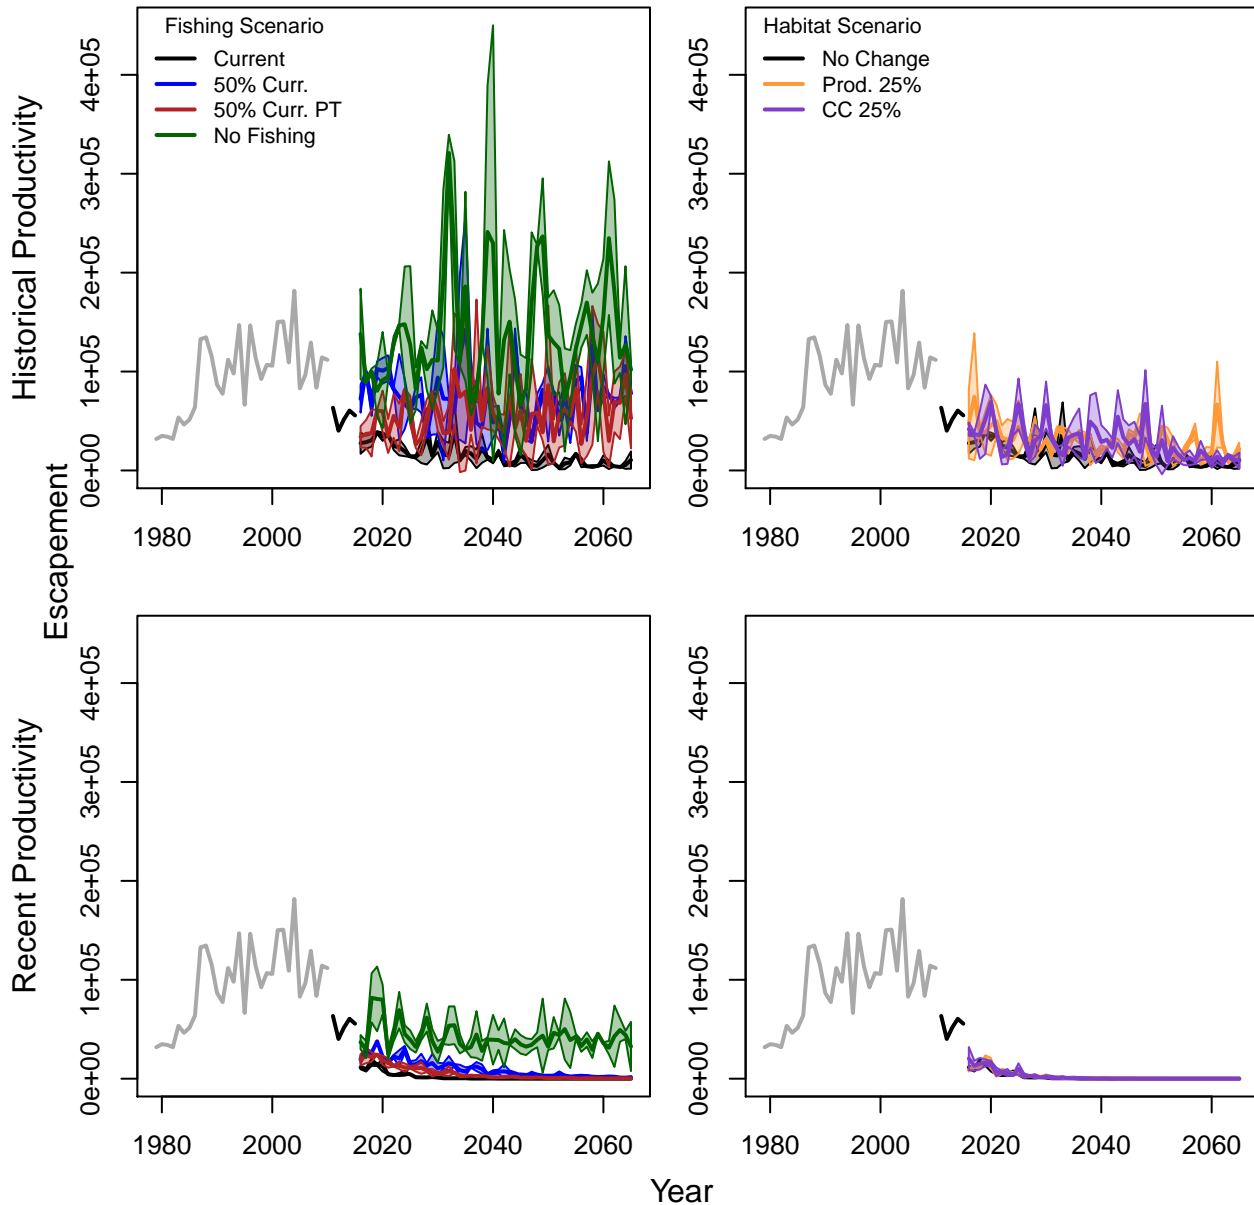 Fishing Scenario
Current
50% Curr.
50% Curr. PT
No Fishing
Habitat Scenario
No Change
Prod. 25%
CC 25%
Historical Productivity
0e+00 1e+05 2e+05 3e+05 4e+05
1980 2000 2020 2040 2060
0e+00 1e+05 2e+05 3e+05 4e+05
1980 2000 2020 2040 2060
Escapement
Recent Productivity
0e+00 1e+05 2e+05 3e+05 4e+05
1980 2000 2020 2040 2060
0e+00 1e+05 2e+05 3e+05 4e+05
1980 2000 2020 2040 2060
Year